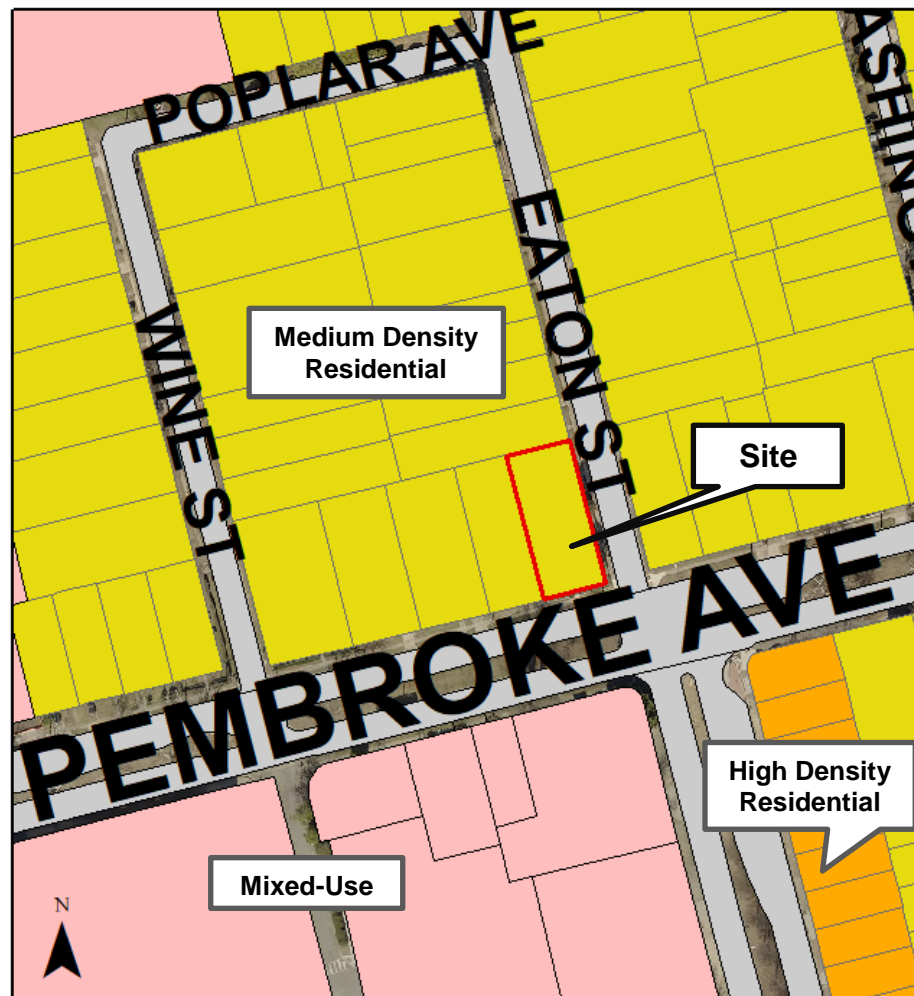 POPLAR AVE
EATON ST
WINE ST
Medium Density
Residential
Site
PEMBROKE AVE
High Density
Residential
Mixed-Use
N